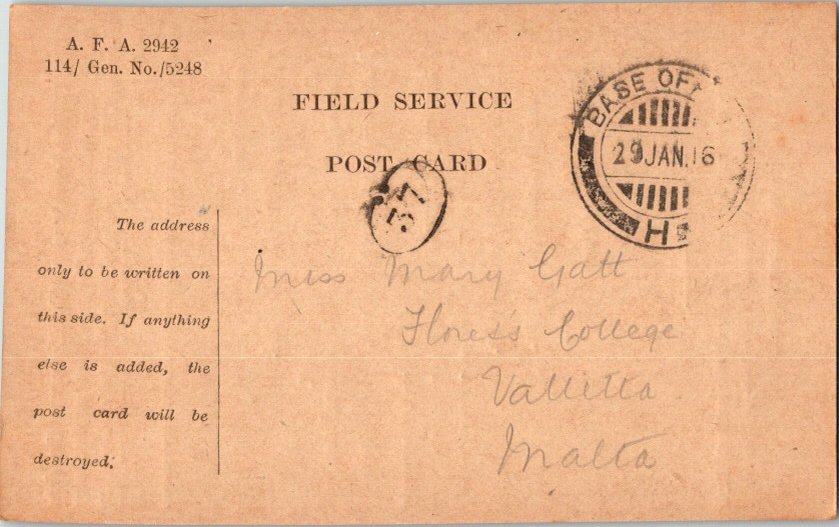 A. F. A. 2942
114/ Gen. No./5248
FIELD SERVICE
POST CARD
BASE OF
29 JAN.16
H
37
The address
only to be written on
this side. If anything
else is added, the
post card will be
destroyed.
Miss Mary Gatt
Floress College
Valletta
Malta